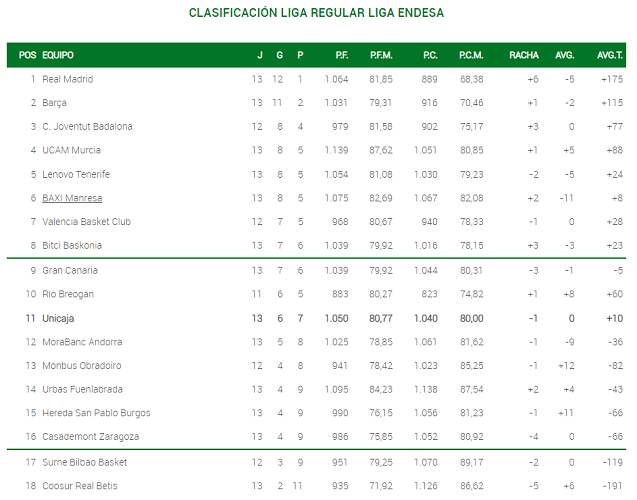 CLASIFICACIÓN LIGA REGULAR LIGA ENDESA
POS EQUIPO J G P P.F. P.F.M. P.C. P.C.M. RACHA AVG. AVG.T.
1 Real Madrid 13 12 1 1.064 81,85 889 68,38 +6 -5 +175
2 Barça 13 11 2 1.031 79,31 916 70,46 +1 -2 +115
3 C. Joventut Badalona 12 8 4 979 81,58 902 75,17 +3 0 +77
4 UCAM Murcia 13 8 5 1.139 87,62 1.051 80,85 +1 +5 +88
5 Lenovo Tenerife 13 8 5 1.054 81,08 1.030 79,23 -2 -5 +24
6 BAXI Manresa 13 8 5 1.075 82,69 1.067 82,08 +2 -11 +8
7 Valencia Basket Club 12 7 5 968 80,67 940 78,33 -1 0 +28
8 Bitci Baskonia 13 7 6 1.039 79,92 1.016 78,15 +3 -3 +23
9 Gran Canaria 13 7 6 1.039 79,92 1.044 80,31 -3 -1 -5
10 Río Breogán 11 6 5 883 80,27 823 74,82 +1 +8 +60
11 Unicaja 13 6 7 1.050 80,77 1.040 80,00 -1 0 +10
12 MoraBanc Andorra 13 5 8 1.025 78,85 1.061 81,62 -1 -9 -36
13 Monbus Obradoiro 12 4 8 941 78,42 1.023 85,25 -1 +12 -82
14 Urbas Fuenlabrada 13 4 9 1.095 84,23 1.138 87,54 +2 +4 -43
15 Hereda San Pablo Burgos 13 4 9 990 76,15 1.056 81,23 -1 +11 -66
16 Casademont Zaragoza 13 4 9 986 75,85 1.052 80,92 -4 0 -66
17 Surne Bilbao Basket 12 3 9 951 79,25 1.070 89,17 -2 0 -119
18 Coosur Real Betis 13 2 11 935 71,92 1.126 86,62 -5 +6 -191